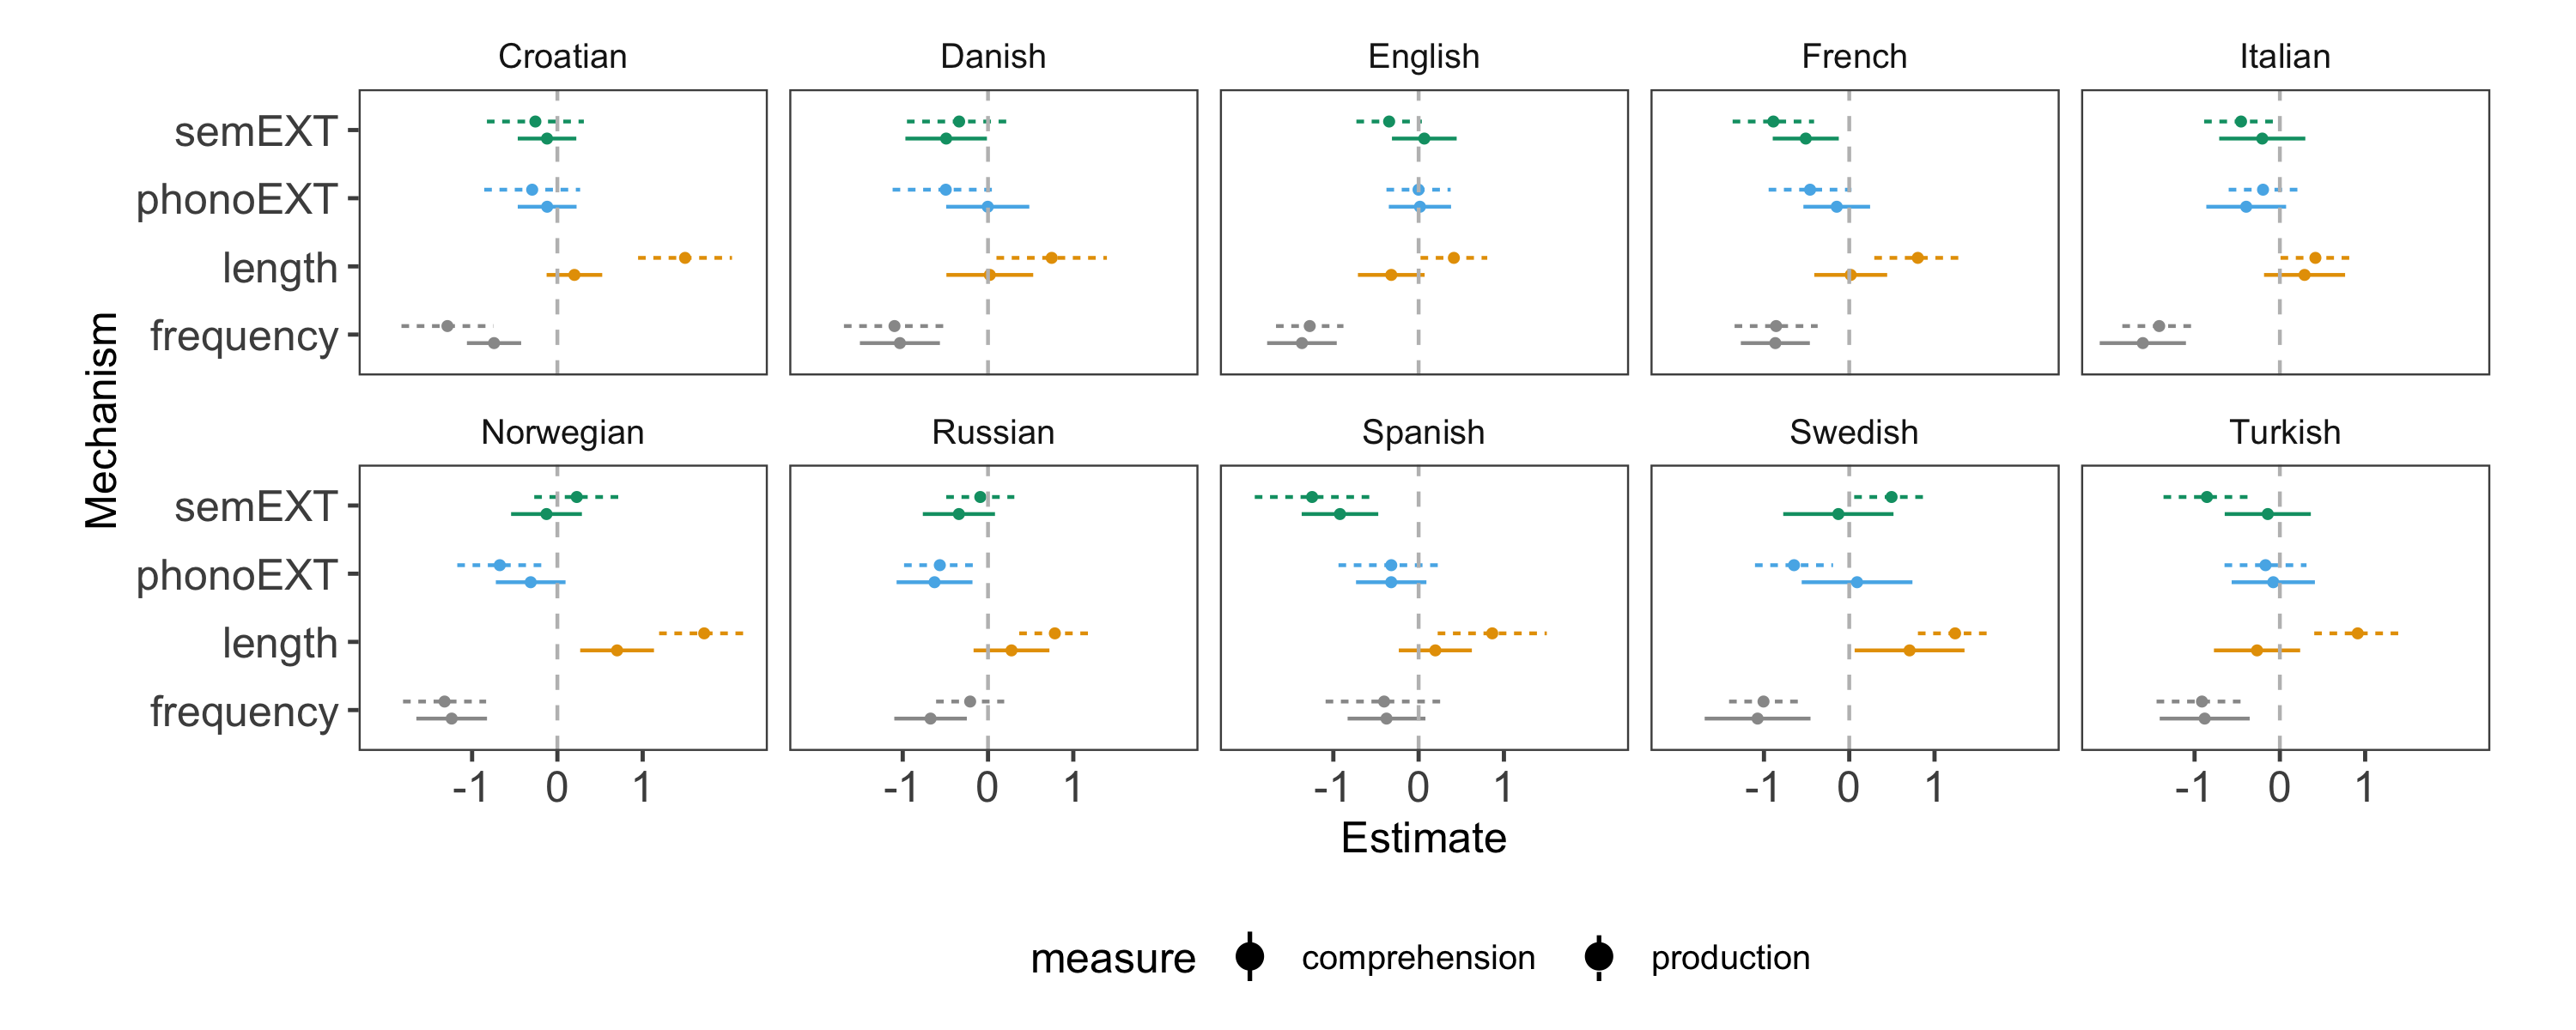 Croatian Danish English French Italian
semEXT
phonoEXT
length
frequency
Mechanism
Norwegian Russian Spanish Swedish Turkish
semEXT
phonoEXT
length
frequency
-1 0 1 -1 0 1 -1 0 1 -1 0 1 -1 0 1
Estimate
measure comprehension production